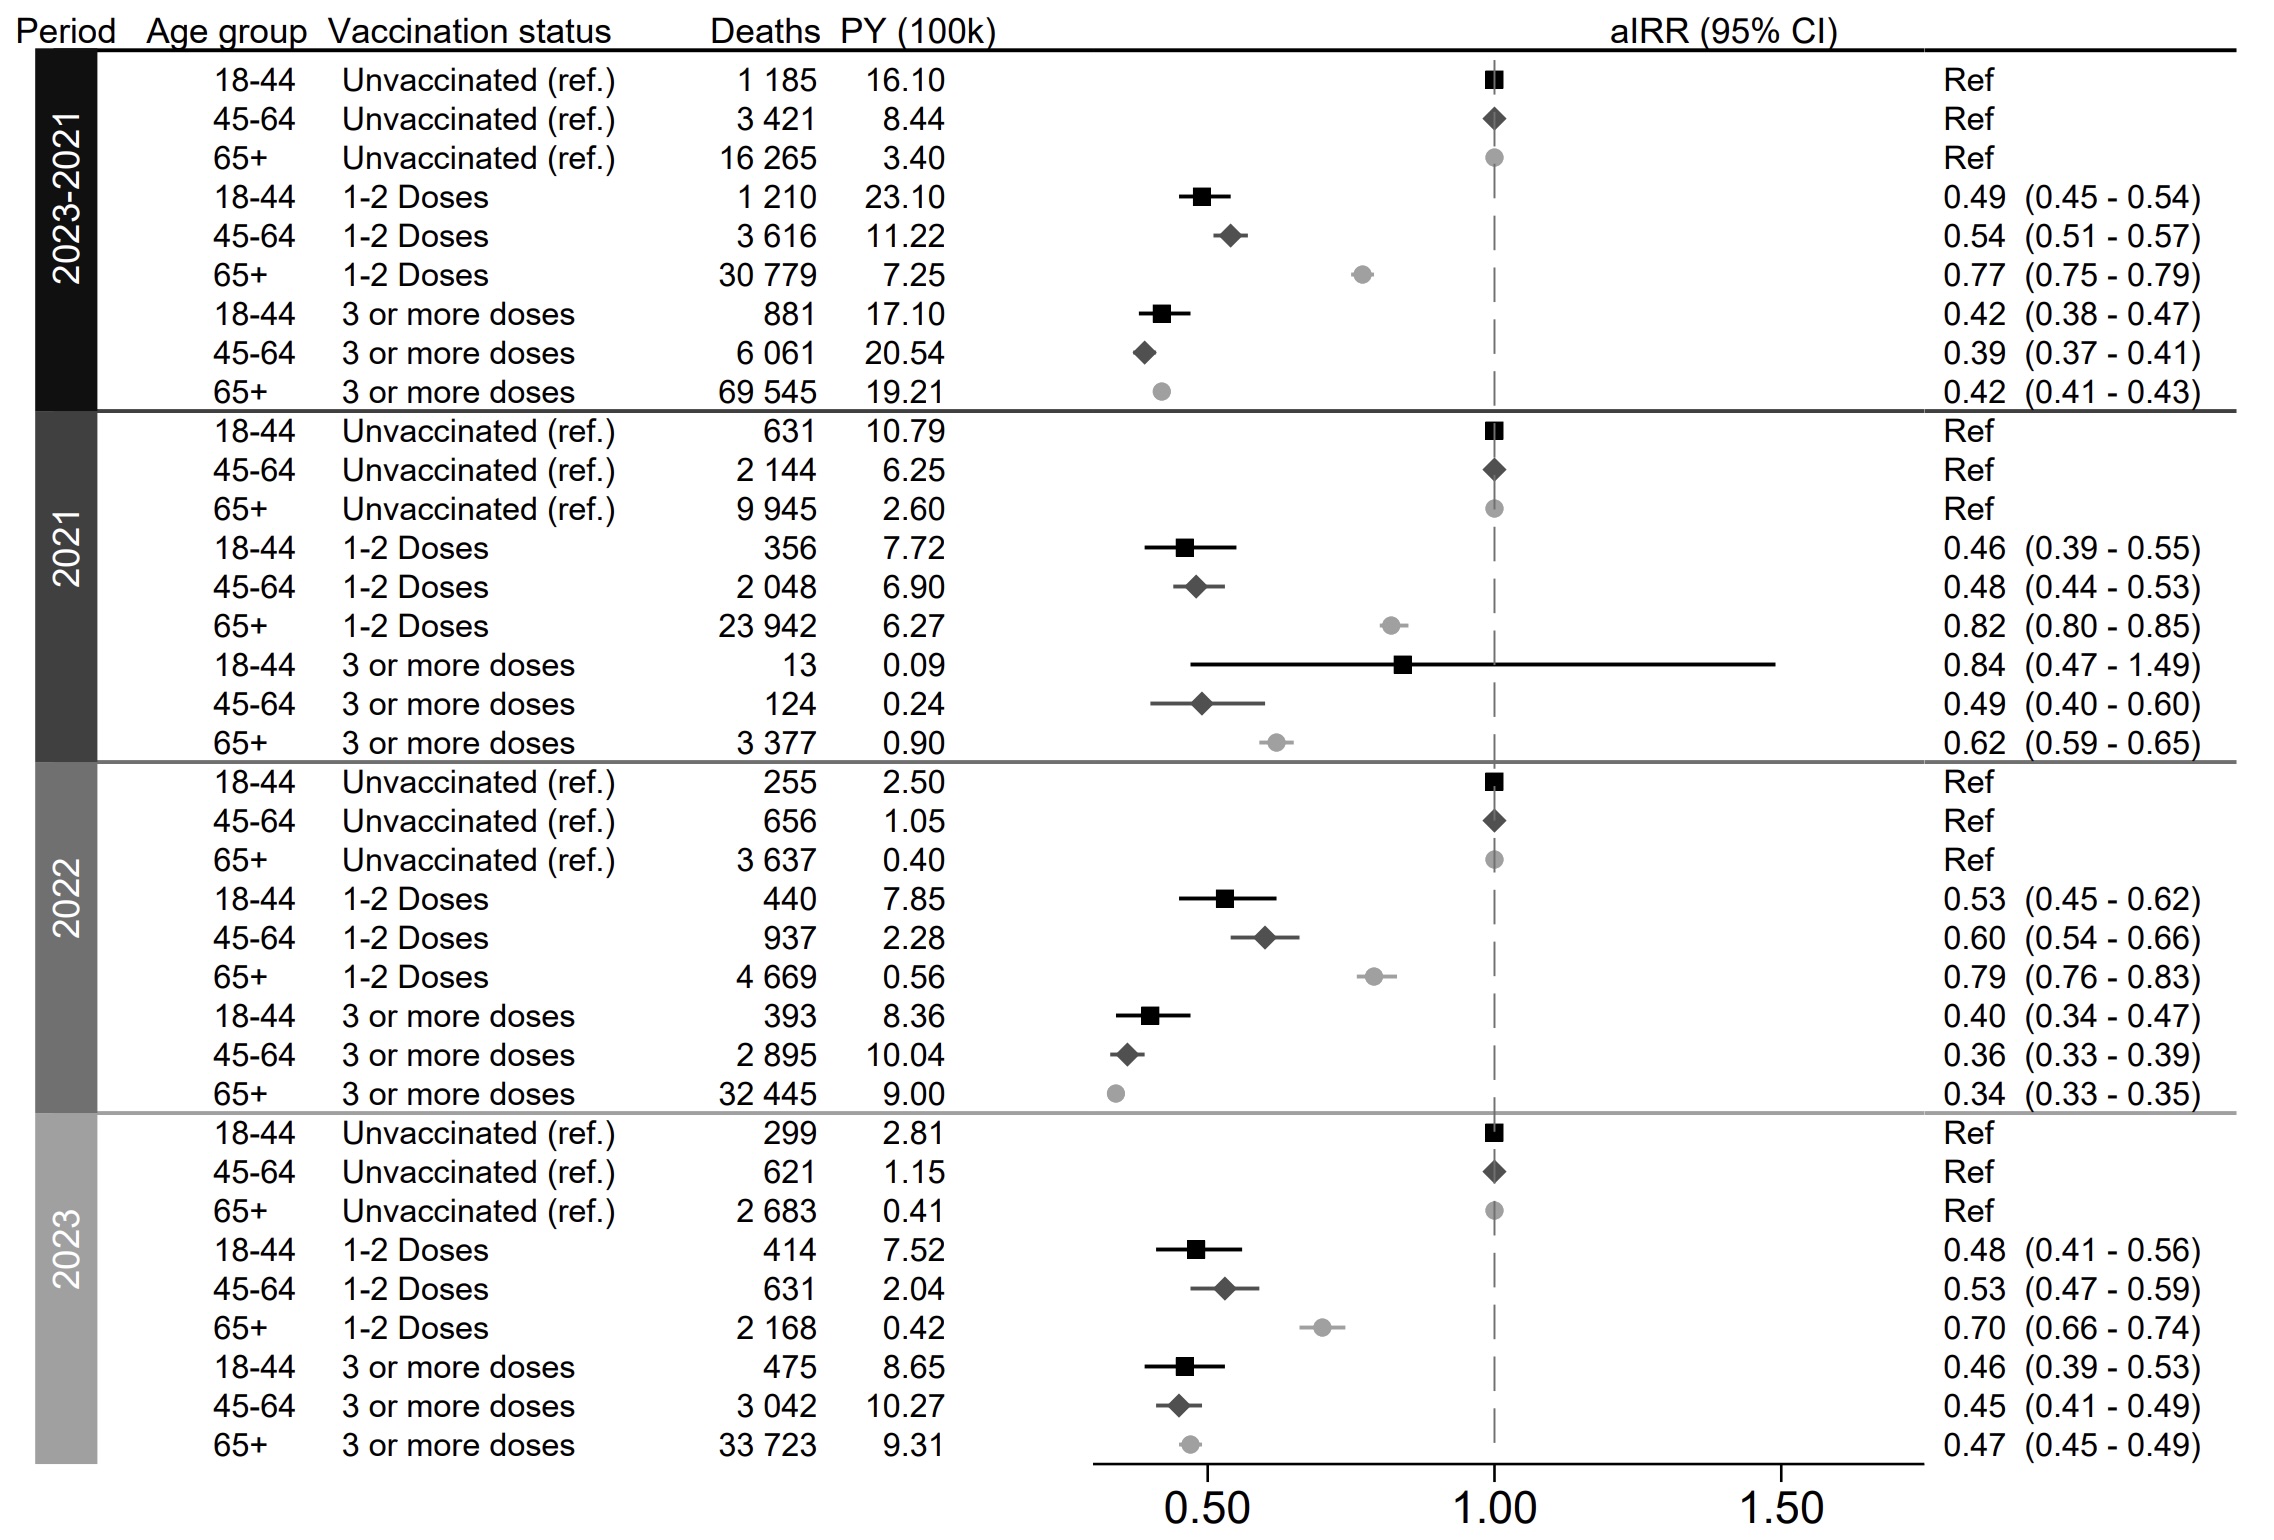 Period Age group Vaccination status Deaths PY (100k) aIRR (95% CI)
2023-2021
18-44 Unvaccinated (ref.) 1 185 16.10 Ref
45-64 Unvaccinated (ref.) 3 421 8.44 Ref
65+ Unvaccinated (ref.) 16 265 3.40 Ref
18-44 1-2 Doses 1 210 23.10 0.49 (0.45 - 0.54)
45-64 1-2 Doses 3 616 11.22 0.54 (0.51 - 0.57)
65+ 1-2 Doses 30 779 7.25 0.77 (0.75 - 0.79)
18-44 3 or more doses 881 17.10 0.42 (0.38 - 0.47)
45-64 3 or more doses 6 061 20.54 0.39 (0.37 - 0.41)
65+ 3 or more doses 69 545 19.21 0.42 (0.41 - 0.43)
2021
18-44 Unvaccinated (ref.) 631 10.79 Ref
45-64 Unvaccinated (ref.) 2 144 6.25 Ref
65+ Unvaccinated (ref.) 9 945 2.60 Ref
18-44 1-2 Doses 356 7.72 0.46 (0.39 - 0.55)
45-64 1-2 Doses 2 048 6.90 0.48 (0.44 - 0.53)
65+ 1-2 Doses 23 942 6.27 0.82 (0.80 - 0.85)
18-44 3 or more doses 13 0.09 0.84 (0.47 - 1.49)
45-64 3 or more doses 124 0.24 0.49 (0.40 - 0.60)
65+ 3 or more doses 3 377 0.90 0.62 (0.59 - 0.65)
2022
18-44 Unvaccinated (ref.) 255 2.50 Ref
45-64 Unvaccinated (ref.) 656 1.05 Ref
65+ Unvaccinated (ref.) 3 637 0.40 Ref
18-44 1-2 Doses 440 7.85 0.53 (0.45 - 0.62)
45-64 1-2 Doses 937 2.28 0.60 (0.54 - 0.66)
65+ 1-2 Doses 4 669 0.56 0.79 (0.76 - 0.83)
18-44 3 or more doses 393 8.36 0.40 (0.34 - 0.47)
45-64 3 or more doses 2 895 10.04 0.36 (0.33 - 0.39)
65+ 3 or more doses 32 445 9.00 0.34 (0.33 - 0.35)
2023
18-44 Unvaccinated (ref.) 299 2.81 Ref
45-64 Unvaccinated (ref.) 621 1.15 Ref
65+ Unvaccinated (ref.) 2 683 0.41 Ref
18-44 1-2 Doses 414 7.52 0.48 (0.41 - 0.56)
45-64 1-2 Doses 631 2.04 0.53 (0.47 - 0.59)
65+ 1-2 Doses 2 168 0.42 0.70 (0.66 - 0.74)
18-44 3 or more doses 475 8.65 0.46 (0.39 - 0.53)
45-64 3 or more doses 3 042 10.27 0.45 (0.41 - 0.49)
65+ 3 or more doses 33 723 9.31 0.47 (0.45 - 0.49)
0.50 1.00 1.50